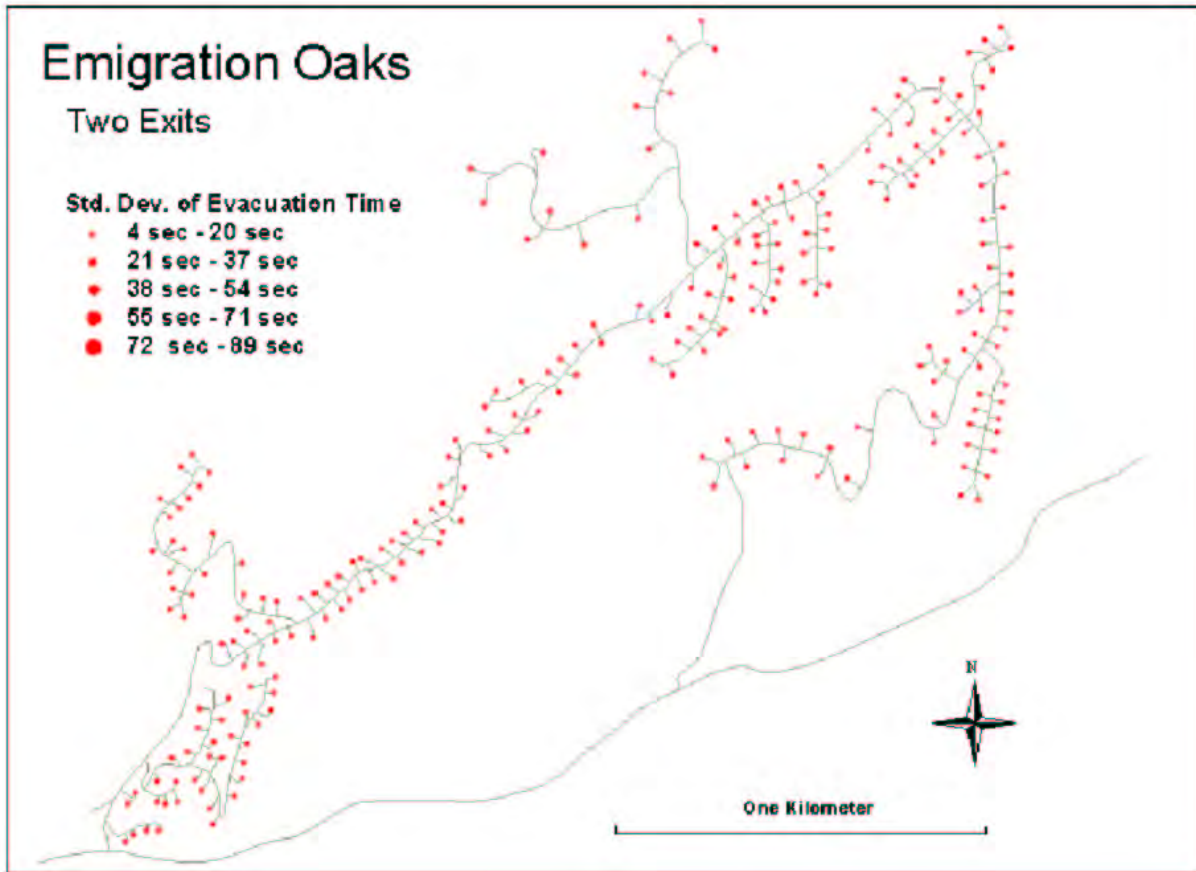 Emigration Oaks
Two Exits
Std. Dev. of Evacuation Time
4 sec - 20 sec
21 sec - 37 sec
38 sec - 54 sec
55 sec - 71 sec
72 sec - 89 sec
N
One Kilometer